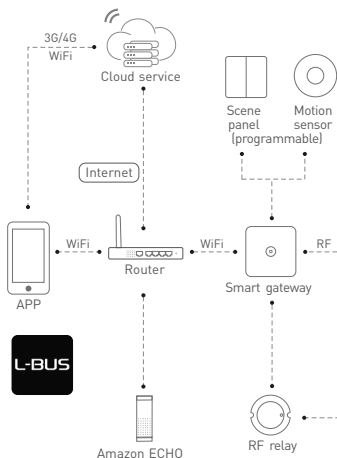 3G/4G
WiFi
Cloud service
Scene
panel
Motion
sensor
(programmable)
Internet
WiFi
WiFi
RF
Router
APP
Smart gateway
L-BUS
Amazon ECHO
RF relay